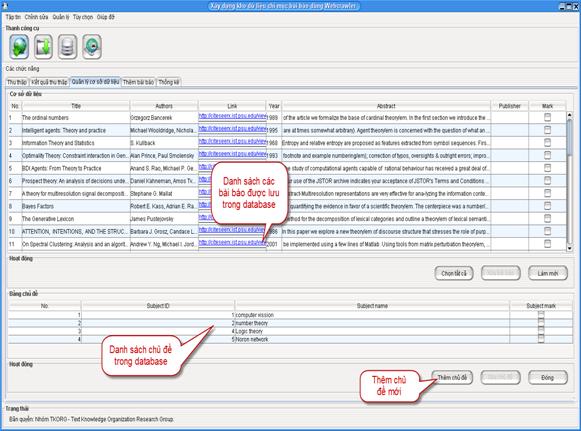 Xây dựng kho dữ liệu chỉ mục bài báo dùng Webcrawler
Tập tin Chỉnh sửa Quản lý Tùy chọn Giúp đỡ
Thanh công cụ
Các chức năng
Thu thập Kết quả thu thập Quản lý cơ sở dữ liệu Thêm bài báo Thống kê
Cơ sở dữ liệu
No. Title Authors Link Year Abstract Publisher Mark
1 The ordinal numbers Grzegorz Bancerek http://citeseerx.ist.psu.edu/view 1989 of the article we formalize the base of cardinal theorylem. In the first section we introduce the ...
2 Intelligent agents: Theory and practice Michael Wooldridge, Nichola... http://citeseerx.ist.psu.edu/view 1995 are at times somewhat arbitrary). Agent theorylem is concerned with the question of what an ...
3 Information Theory and Statistics S. Kullback http://citeseerx.ist.psu.edu/view 1968 Entropy and relative entropy are proposed as features extracted from symbol sequences. Firs...
4 Optimality Theory: Constraint interaction in Gen... Alan Prince, Paul Smolensky http://citeseerx.ist.psu.edu/view 1993 footnote and example numbering/em), correction of typos, oversights & outright errors; impro...
5 BDI Agents: From Theory to Practice Anand S. Rao, Michael P. Ge... study of computational agents capable of rational behaviour has received a great deal of...
6 Prospect theory: An analysis of decisions unde... Daniel Kahneman, Amos Tv... use of the JSTOR archive indicates your acceptance of JSTOR's Terms and Conditions ...
7 A theory for multiresolution signal decompositi... Stephane G. Mallat Multiresolution representations are very effective for ana-lyzing the information conte...
8 Bayes Factors Robert E. Kass, Adrian E. Ra... quantifying the evidence in favor of a scientific theorylem. The centerpiece was a number...
9 The Generative Lexicon James Pustejovsky method for the decomposition of lexical categories and outline a theorylem of lexical semanti...
10 ATTENTION, INTENTIONS, AND THE STRUC... Barbara J. Grosz, Candace L... 1986 in this paper we explore a new theorylem of discourse structure that stresses the role of purp...
11 On Spectral Clustering: Analysis and an algorit... Andrew Y. Ng, Michael I. Jord... http://citeseerx.ist.psu.edu/view 2001 be implemented using a few lines of Matlab. Using tools from matrix perturbation theorylem, ...
Danh sách các
bài báo được lưu
trong database
Hoạt động
Chọn tất cả Làm mới
Bảng chủ đề
No. Subject ID Subject name Subject mark
1 1 computer vission
2 2 number theory
3 4 Logic theory
4 5 Noron network
Danh sách chủ đề
trong database
Hoạt động
Thêm chủ
đề mới
Thêm chủ đề Đóng
Trạng thái
Bản quyền: Nhóm TKORG - Text Knowledge Organization Research Group.